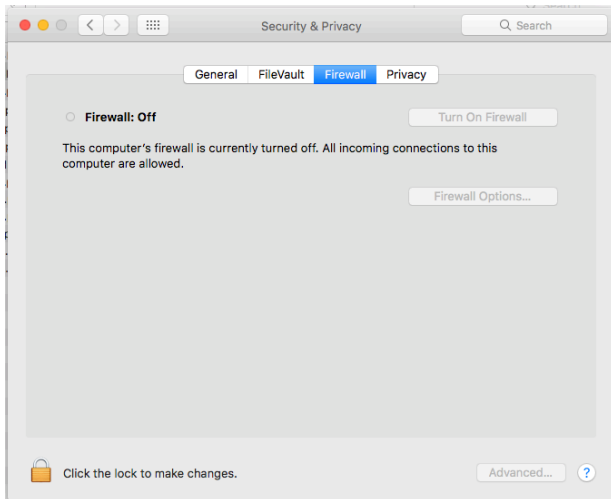 Security & Privacy
Search
General FileVault Firewall Privacy
Firewall: Off
Turn On Firewall
This computer's firewall is currently turned off. All incoming connections to this
computer are allowed.
Firewall Options...
Click the lock to make changes.
Advanced...
?